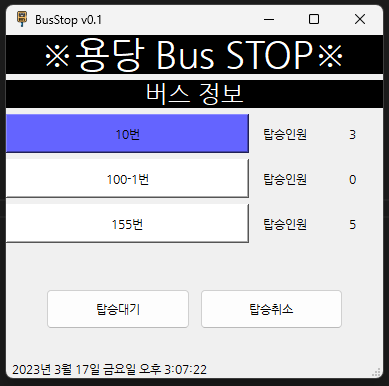 BusStop v0.1
※용당 Bus STOP※
버스 정보
10번 탑승인원 3
100-1번 탑승인원 0
155번 탑승인원 5
탑승대기 탑승취소
2023년 3월 17일 금요일 오후 3:07:22